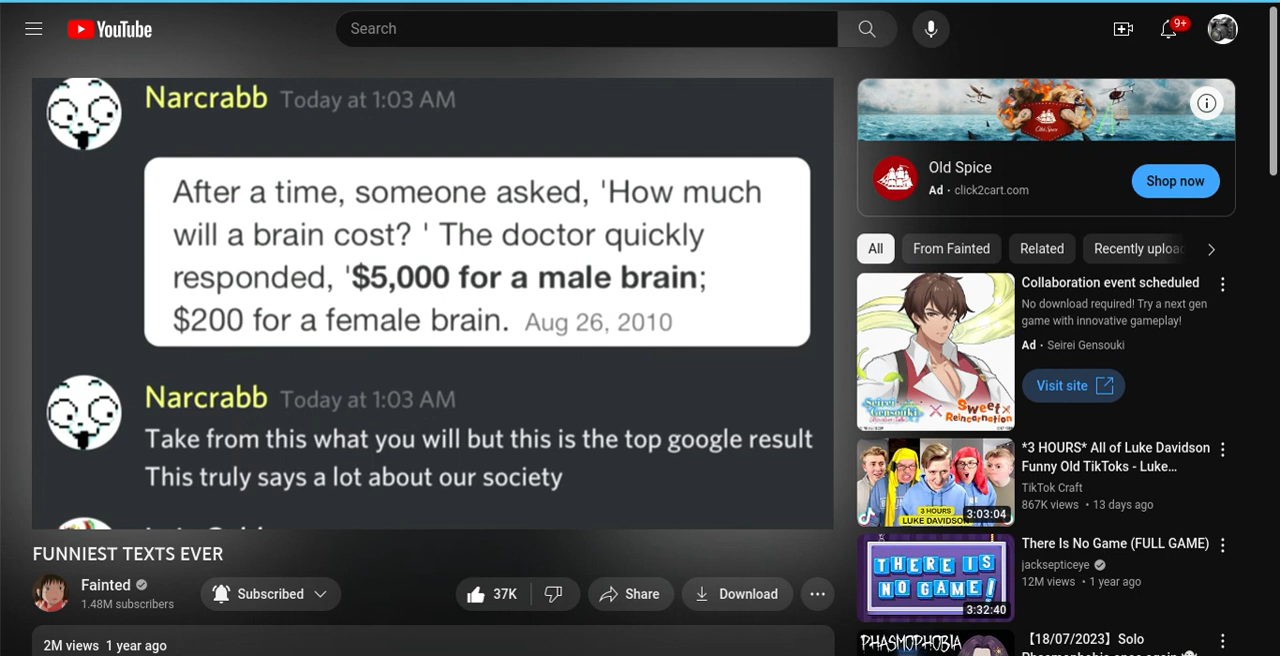 YouTube
Search
9+
Narcrabb Today at 1:03 AM
After a time, someone asked, 'How much
will a brain cost? ' The doctor quickly
responded, '$5,000 for a male brain;
$200 for a female brain. Aug 26, 2010
Narcrabb Today at 1:03 AM
Take from this what you will but this is the top google result
This truly says a lot about our society
FUNNIEST TEXTS EVER
Fainted
1.48M subscribers
Subscribed
37K
Share
Download
2M views 1 year ago
Old Spice
Old Spice
Ad · click2cart.com
Shop now
All
From Fainted
Related
Recently uploa
Collaboration event scheduled
No download required! Try a next gen
game with innovative gameplay!
Ad · Seirei Gensouki
Visit site
Seirei Gensouki × Sweet × Reincarnation
*3 HOURS* All of Luke Davidson
Funny Old TikToks - Luke...
TikTok Craft
867K views · 13 days ago
3 HOURS
LUKE DAVIDSON
3:03:04
There Is No Game (FULL GAME)
jacksepticeye
12M views · 1 year ago
THERE IS
NO GAME!
3:32:40
PHASMOPHOBIA
【18/07/2023】Solo